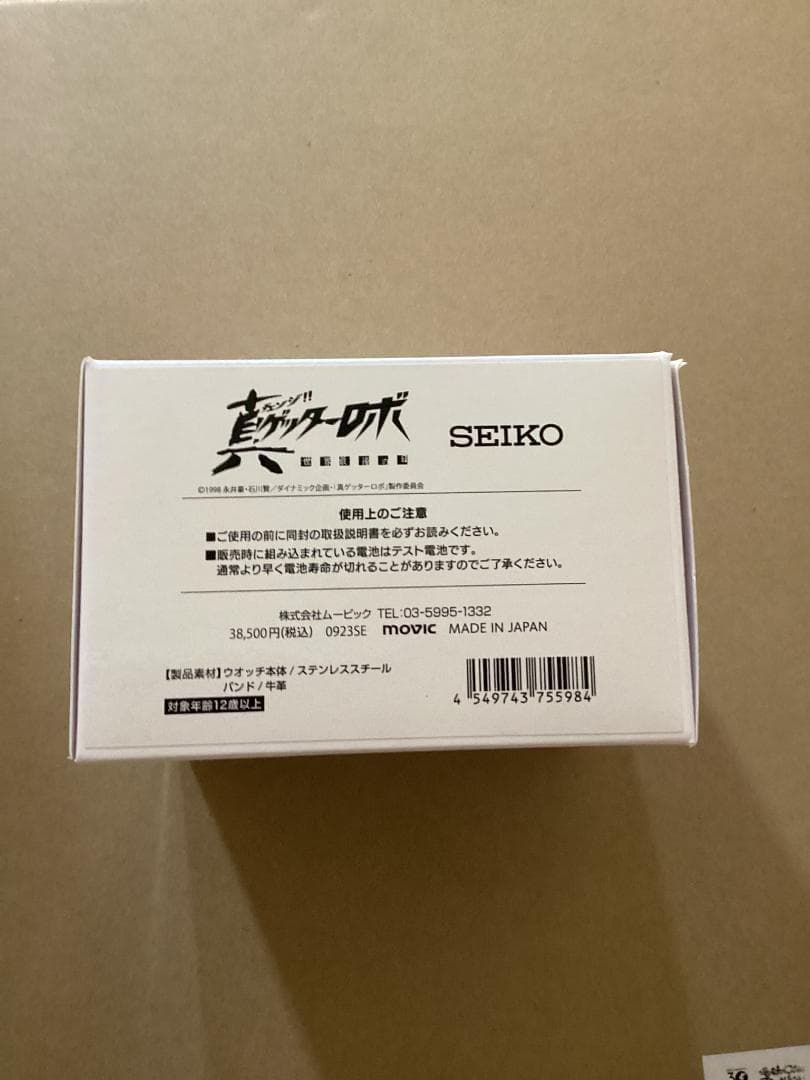 チェンジ!!
真ゲッターロボ
世界最後の日
SEIKO
©1998 永井豪・石川賢／ダイナミック企画・「真ゲッターロボ」製作委員会
使用上のご注意
■ご使用の前に同封の取扱説明書を必ずお読みください。
■販売時に組み込まれている電池はテスト電池です。
通常より早く電池寿命が切れることがありますのでご了承ください。
株式会社ムービック TEL:03-5995-1332
38,500円(税込) 0923SE movic MADE IN JAPAN
【製品素材】ウオッチ本体/ステンレススチール
バンド/牛革
対象年齢12歳以上
4 549743 755984